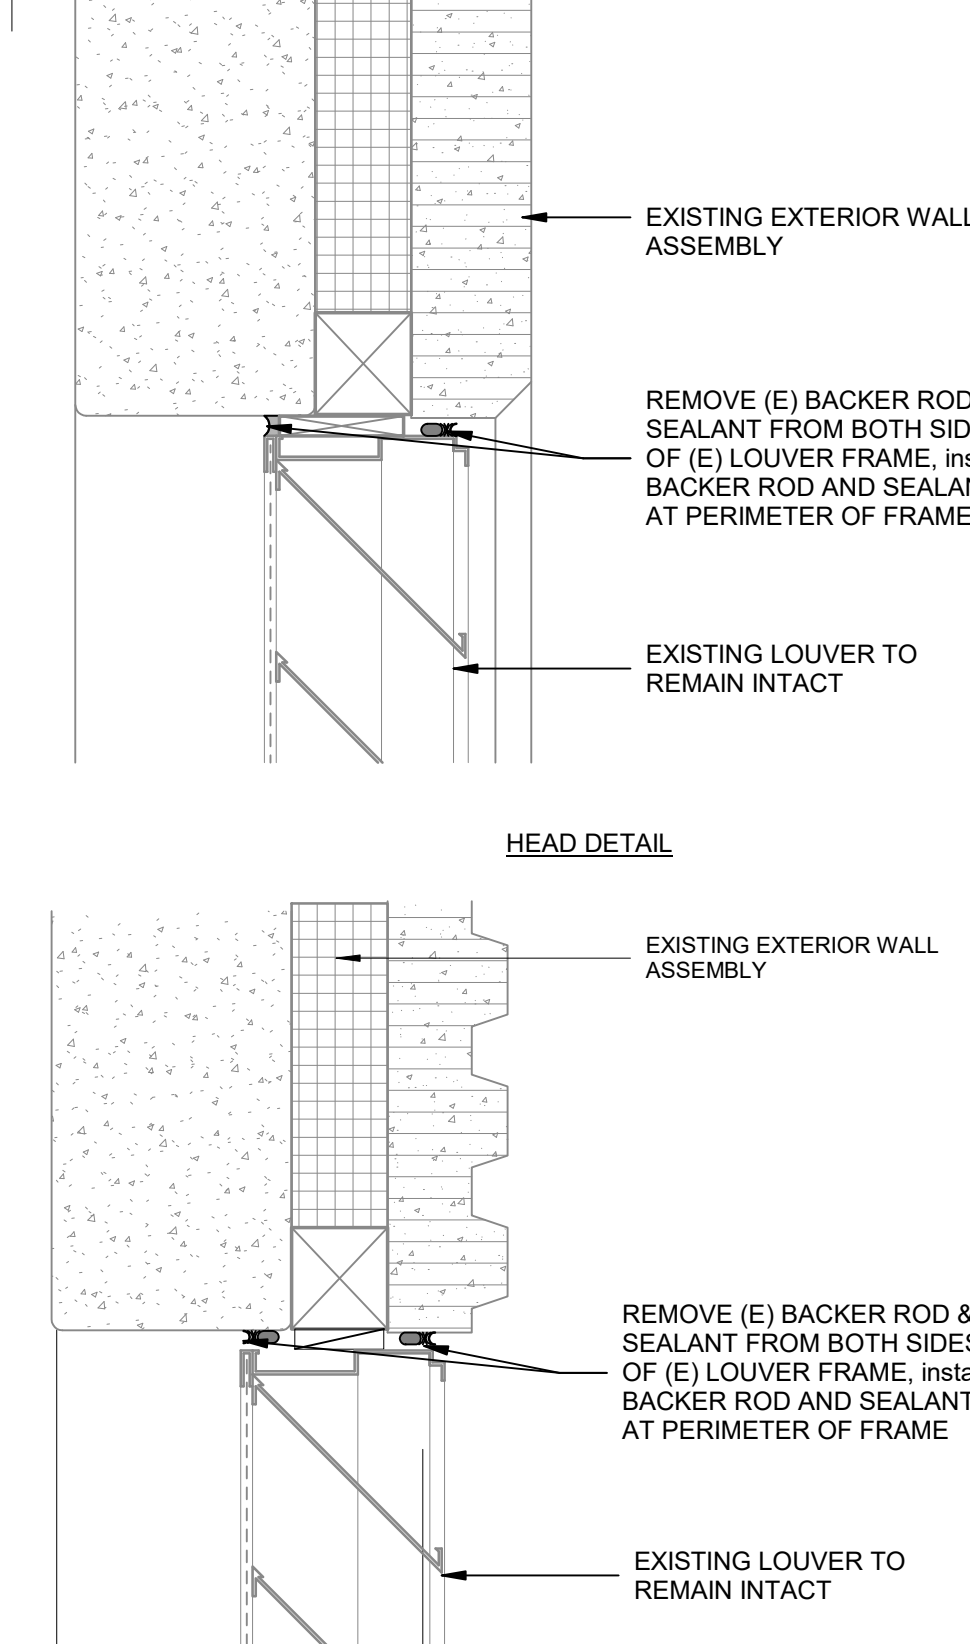 EXISTING EXTERIOR WALL
ASSEMBLY
REMOVE (E) BACKER ROD
SEALANT FROM BOTH SID
OF (E) LOUVER FRAME, ins
BACKER ROD AND SEALAN
AT PERIMETER OF FRAME
EXISTING LOUVER TO
REMAIN INTACT
HEAD DETAIL
EXISTING EXTERIOR WALL
ASSEMBLY
REMOVE (E) BACKER ROD &
SEALANT FROM BOTH SIDES
OF (E) LOUVER FRAME, insta
BACKER ROD AND SEALANT
AT PERIMETER OF FRAME
EXISTING LOUVER TO
REMAIN INTACT